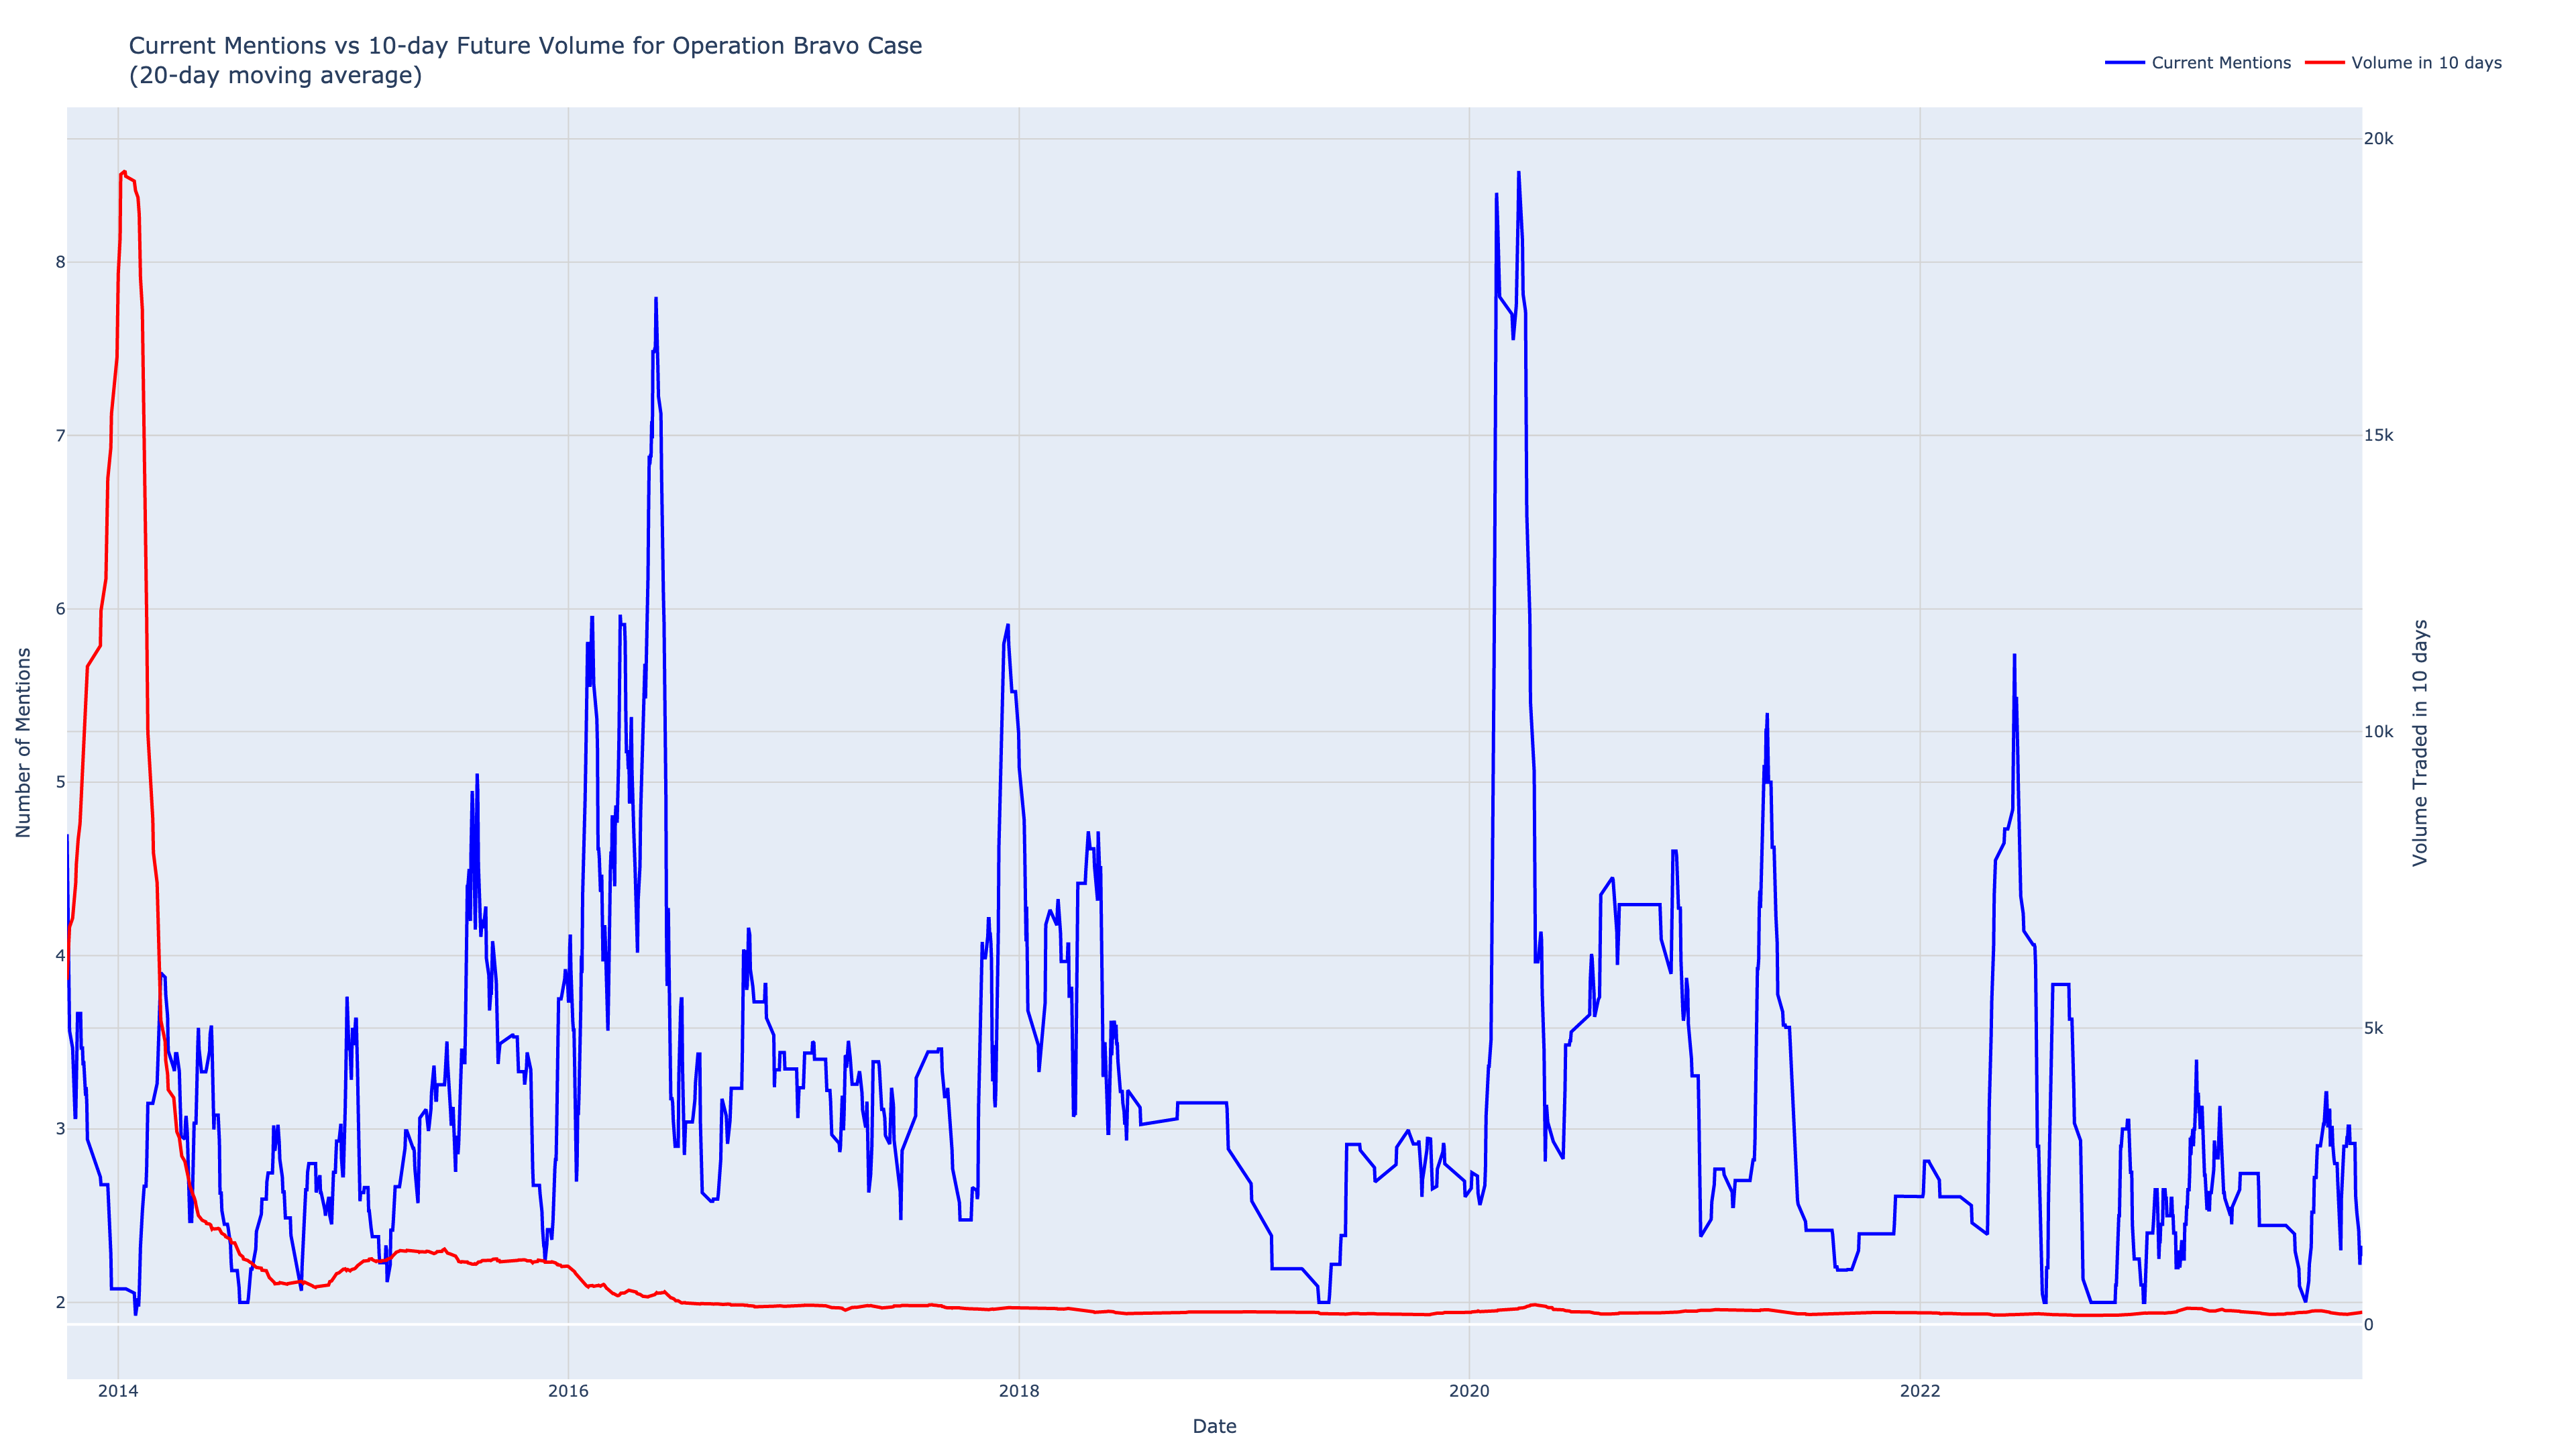 Current Mentions vs 10-day Future Volume for Operation Bravo Case
(20-day moving average)
Current Mentions
Volume in 10 days
Number of Mentions
8
7
6
5
4
3
2
20k
15k
10k
5k
0
Volume Traded in 10 days
2014
2016
2018
2020
2022
Date